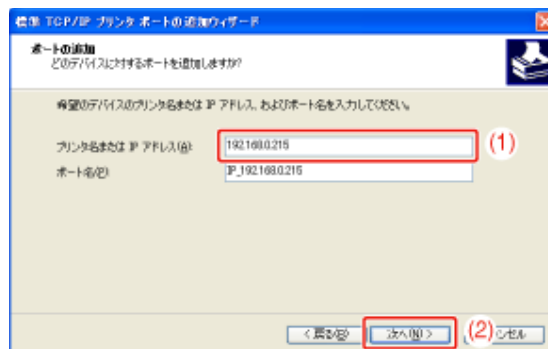 標準 TCP/IP プリンタ ポートの追加ウィザード
ポートの追加
どのデバイスに対するポートを追加しますか?
希望のデバイスのプリンタ名または IP アドレス、およびポート名を入力してください。
プリンタ名または IP アドレス(A):
192.168.0.215
(1)
ポート名(P):
IP_192.168.0.215
< 戻る(B)
次へ(N) >
(2)
ンセル